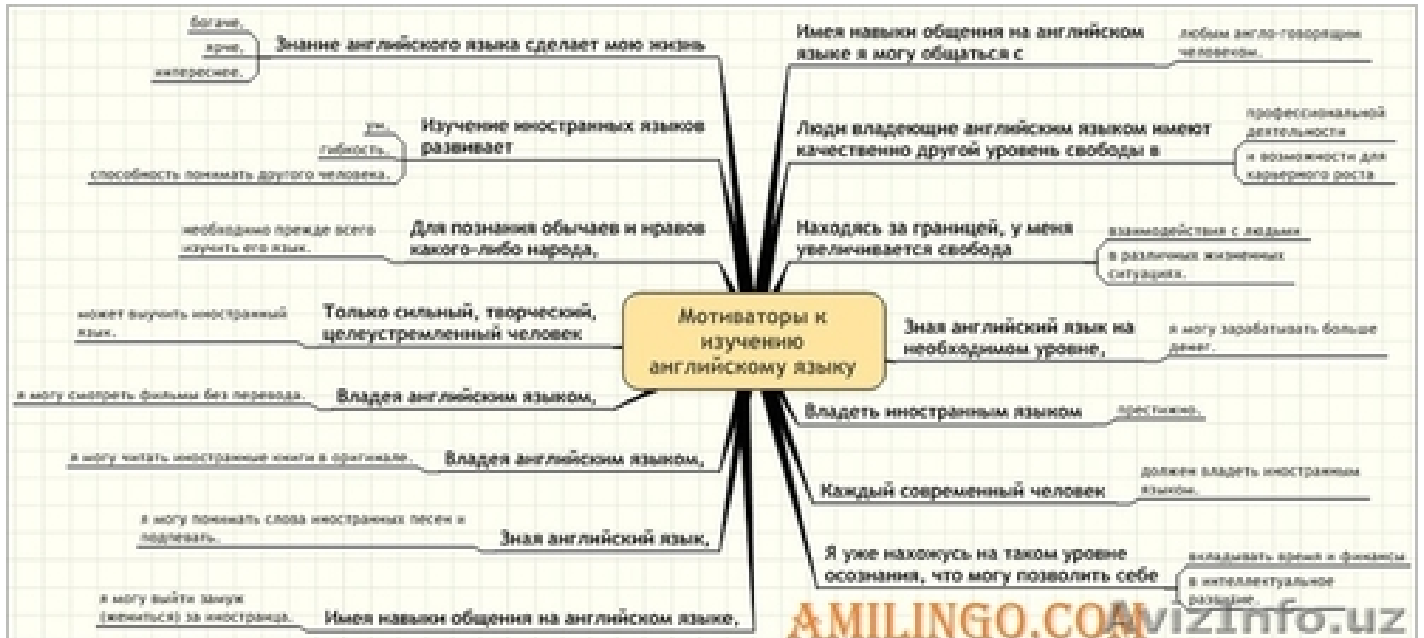 Мотиваторы к
изучению
английскому языку
Знание английского языка сделает мою жизнь
богаче,
ярче,
интереснее.
Изучение иностранных языков
развивает
ум,
гибкость,
способность понимать другого человека.
Для познания обычаев и нравов
какого-либо народа,
необходимо прежде всего
изучить его язык.
Только сильный, творческий,
целеустремленный человек
может выучить иностранный
язык.
Владея английским языком,
я могу смотреть фильмы без перевода.
Владея английским языком,
я могу читать иностранные книги в оригинале.
Зная английский язык,
я могу понимать слова иностранных песен и
подпевать.
Имея навыки общения на английском языке,
я могу выйти замуж
(жениться) за иностранца.
Имея навыки общения на английском
языке я могу общаться с
любым англо-говорящим
человеком.
Люди владеющие английским языком имеют
качественно другой уровень свободы в
профессиональной
деятельности
и возможности для
карьерного роста
Находясь за границей, у меня
увеличивается свобода
взаимодействия с людьми
в различных жизненных
ситуациях.
Зная английский язык на
необходимом уровне,
я могу зарабатывать больше
денег.
Владеть иностранным языком
престижно.
Каждый современный человек
должен владеть иностранным
языком.
Я уже нахожусь на таком уровне
осознания, что могу позволить себе
вкладывать время и финансы
в интеллектуальное
развитие.
AMILINGO.COM
AvizInfo.uz